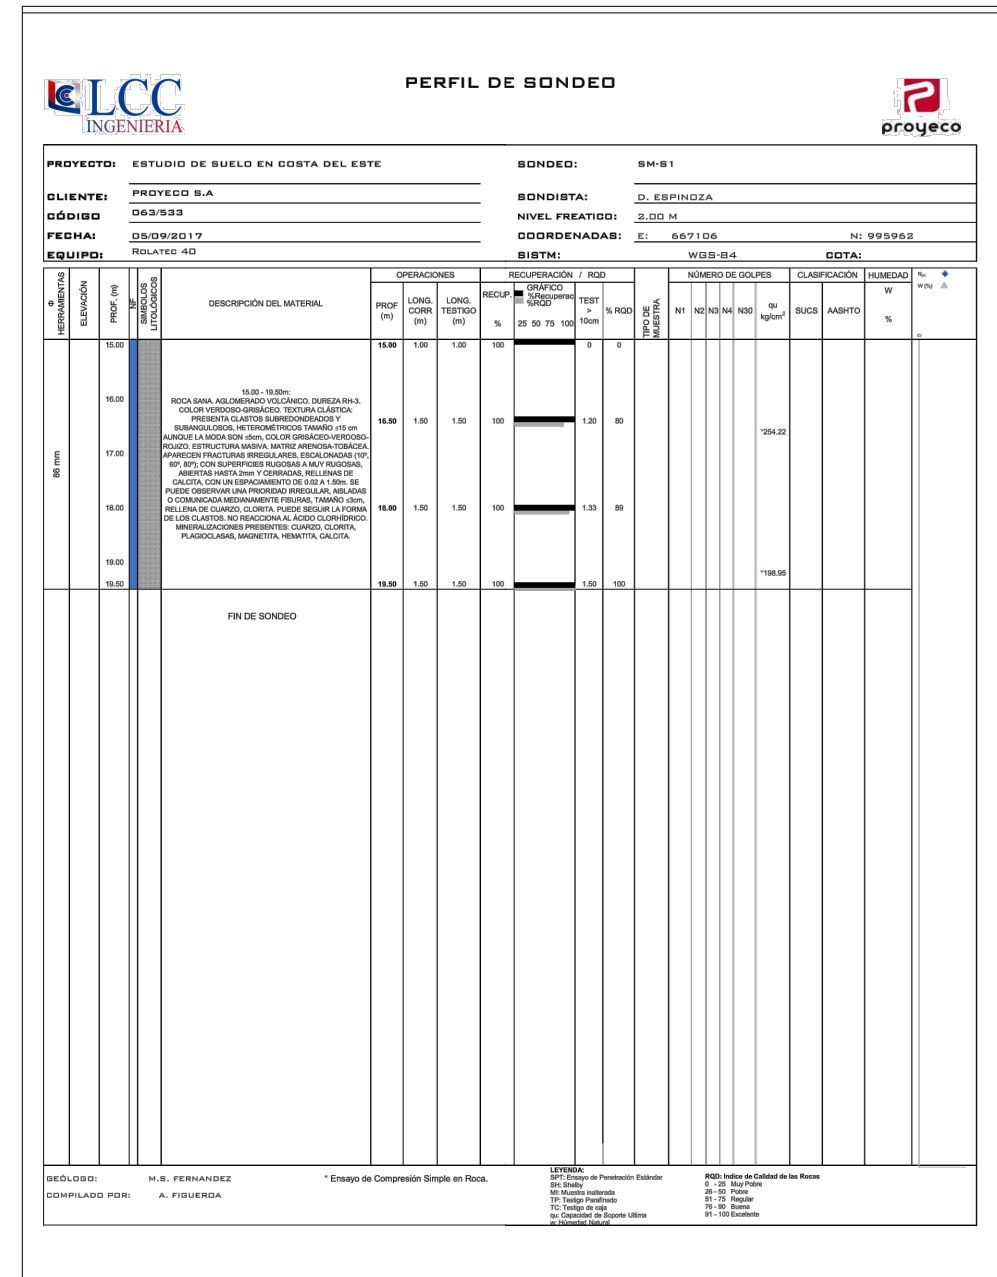 PERFIL DE SONDEO
LCC
INGENIERÍA
proyeco
PROYECTO: ESTUDIO DE SUELO EN COSTA DEL ESTE SONDEO: SM-S1
CLIENTE: PROYECO S.A SONDISTA: D. ESPINOZA
CÓDIGO 063/533 NIVEL FREATICO: 2.00 M
FECHA: 05/09/2017 COORDENADAS: E: 667106 N: 995962
EQUIPO: ROLATEC 40 SISTM: WGS-84 COTA:
Φ HERRAMIENTAS
ELEVACIÓN
PROF. (m)
NF
SIMBOLOS LITOLÓGICOS
DESCRIPCIÓN DEL MATERIAL
OPERACIONES
PROF (m)
LONG. CORR (m)
LONG. TESTIGO (m)
RECUPERACIÓN / RQD
RECUP. %
GRÁFICO
%Recuperac
%RQD
25 50 75 100
TEST > 10cm
% RQD
TIPO DE MUESTRA
NÚMERO DE GOLPES
N1 N2 N3 N4 N30
qu kg/cm²
CLASIFICACIÓN
SUCS AASHTO
HUMEDAD
W
%
W (%)
86 mm
15.00 15.00 1.00 1.00 100 0 0
15.00 - 19.50m:
16.00 ROCA SANA. AGLOMERADO VOLCÁNICO. DUREZA RH-3.
COLOR VERDOSO-GRISÁCEO. TEXTURA CLÁSTICA:
PRESENTA CLASTOS SUBREDONDEADOS Y
16.50 1.50 1.50 100 1.20 80
SUBANGULOSOS, HETEROMÉTRICOS TAMAÑO ≤15 cm
*254.22
AUNQUE LA MODA SON ≤5cm, COLOR GRISÁCEO-VERDOSO-
ROJIZO. ESTRUCTURA MASIVA. MATRIZ ARENOSA-TOBÁCEA.
17.00 APARECEN FRACTURAS IRREGULARES, ESCALONADAS (10º,
60º, 80º); CON SUPERFICIES RUGOSAS A MUY RUGOSAS,
ABIERTAS HASTA 2mm Y CERRADAS, RELLENAS DE
CALCITA, CON UN ESPACIAMIENTO DE 0.02 A 1.50m. SE
PUEDE OBSERVAR UNA PRIORIDAD IRREGULAR, AISLADAS
O COMUNICADA MEDIANAMENTE FISURAS, TAMAÑO ≤3cm,
18.00 RELLENA DE CUARZO, CLORITA. PUEDE SEGUIR LA FORMA 18.00 1.50 1.50 100 1.33 89
DE LOS CLASTOS. NO REACCIONA AL ÁCIDO CLORHÍDRICO.
MINERALIZACIONES PRESENTES: CUARZO, CLORITA,
PLAGIOCLASAS, MAGNETITA, HEMATITA, CALCITA.
19.00
*198.95
19.50 19.50 1.50 1.50 100 1.50 100
FIN DE SONDEO
GEÓLOGO: M.S. FERNANDEZ
COMPILADO POR: A. FIGUEROA
* Ensayo de Compresión Simple en Roca.
LEYENDA:
SPT: Ensayo de Penetración Estándar
SH: Shelby
MI: Muestra inalterada
TP: Testigo Parafinado
TC: Testigo de caja
qu: Capacidad de Soporte Ultima
w: Húmedad Natural
RQD: Indice de Calidad de las Rocas
0 - 25 Muy Pobre
26 - 50 Pobre
51 - 75 Regular
76 - 90 Buena
91 - 100 Excelente